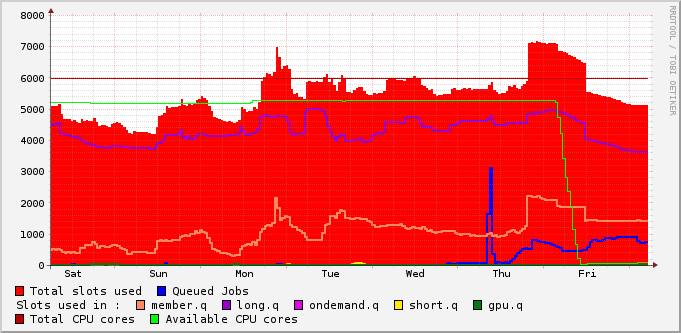 8000
7000
6000
5000
4000
3000
2000
1000
0
Sat Sun Mon Tue Wed Thu Fri
RRDTOOL / TOBI OETIKER
Total slots used Queued Jobs
Slots used in : member.q long.q ondemand.q short.q gpu.q
Total CPU cores Available CPU cores